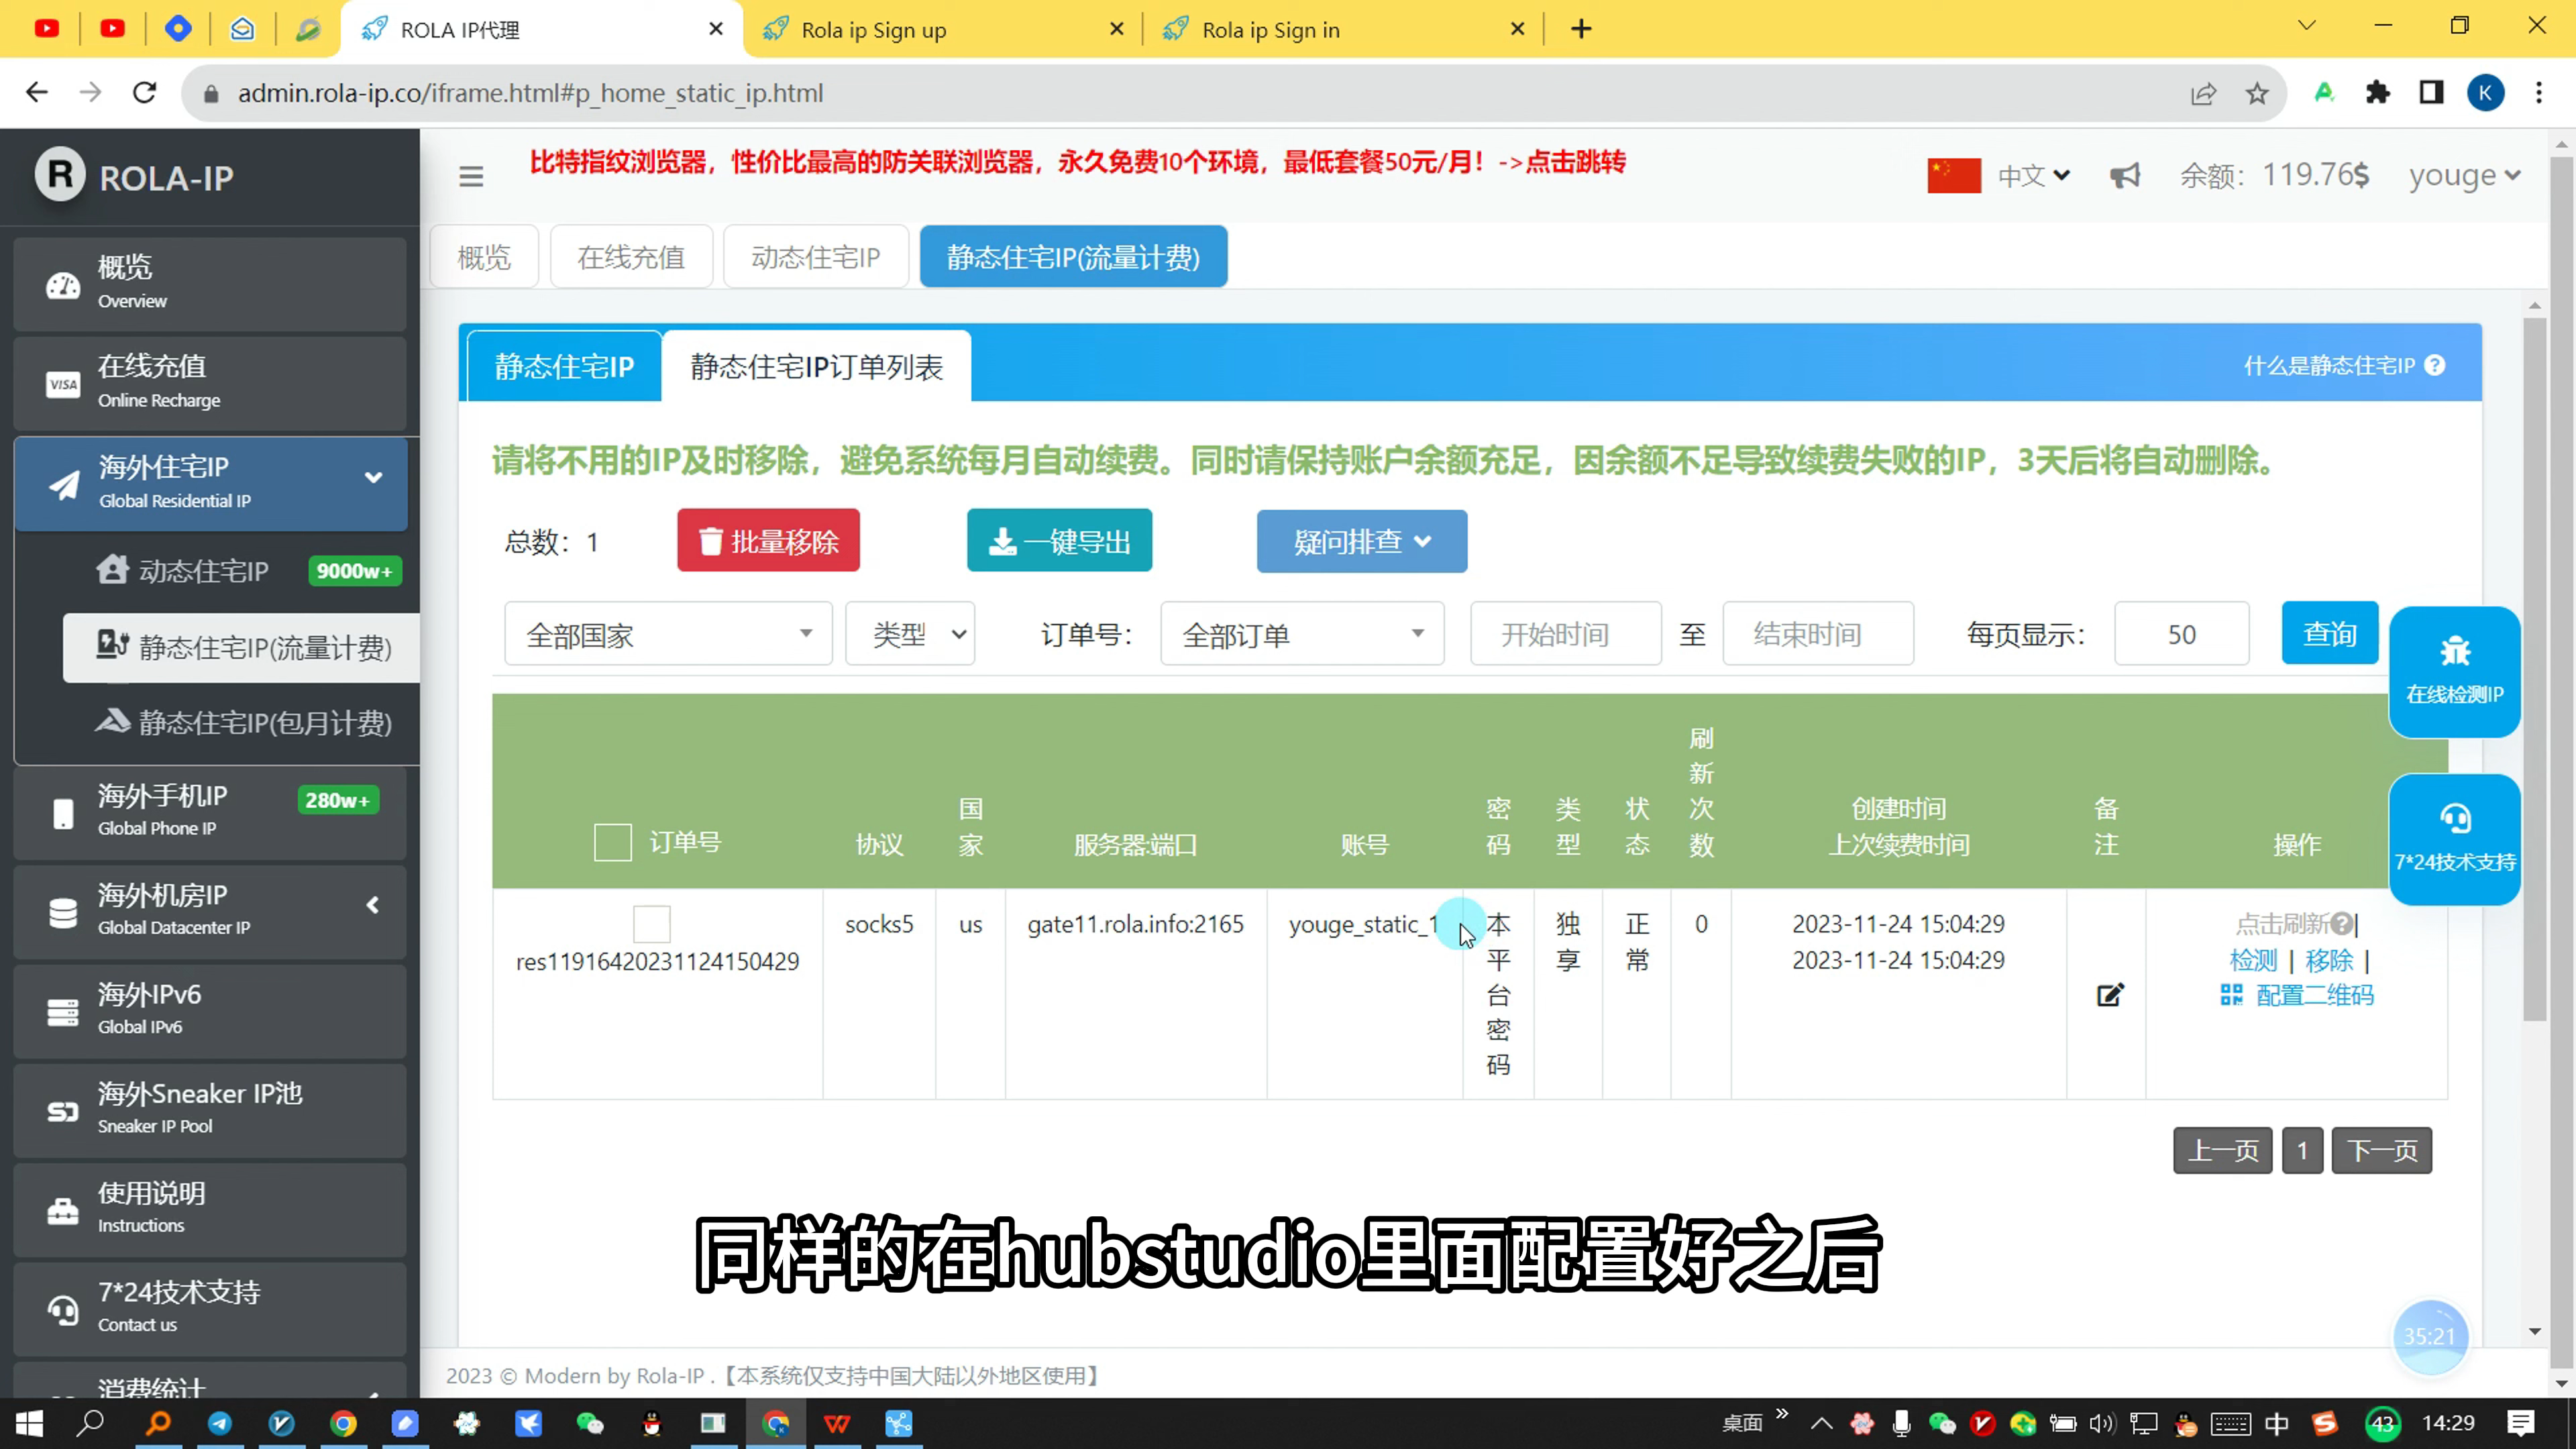 ROLA IP代理
Rola ip Sign up
Rola ip Sign in
admin.rola-ip.co/iframe.html#p_home_static_ip.html
K
R ROLA-IP
比特指纹浏览器，性价比最高的防关联浏览器，永久免费10个环境，最低套餐50元/月！->点击跳转
中文
余额：119.76$
youge
概览
Overview
在线充值
Online Recharge
海外住宅IP
Global Residential IP
动态住宅IP 9000w+
静态住宅IP(流量计费)
静态住宅IP(包月计费)
海外手机IP 280w+
Global Phone IP
海外机房IP
Global Datacenter IP
海外IPv6
Global IPv6
海外Sneaker IP池
Sneaker IP Pool
使用说明
Instructions
7*24技术支持
Contact us
消费统计
概览 在线充值 动态住宅IP 静态住宅IP(流量计费)
静态住宅IP 静态住宅IP订单列表 什么是静态住宅IP
请将不用的IP及时移除，避免系统每月自动续费。同时请保持账户余额充足，因余额不足导致续费失败的IP，3天后将自动删除。
总数：1 批量移除 一键导出 疑问排查
全部国家 类型 订单号： 全部订单 开始时间 至 结束时间 每页显示： 50 查询
在线检测IP
7*24技术支持
订单号 协议 国家 服务器:端口 账号 密码 类型 状态 刷新次数 创建时间 上次续费时间 备注 操作
res11916420231124150429 socks5 us gate11.rola.info:2165 youge_static_1 本平台密码 独享 正常 0
2023-11-24 15:04:29
2023-11-24 15:04:29
点击刷新|
检测 | 移除 |
配置二维码
上一页 1 下一页
同样的在hubstudio里面配置好之后
35:21
2023 © Modern by Rola-IP .【本系统仅支持中国大陆以外地区使用】
桌面
中
43
14:29